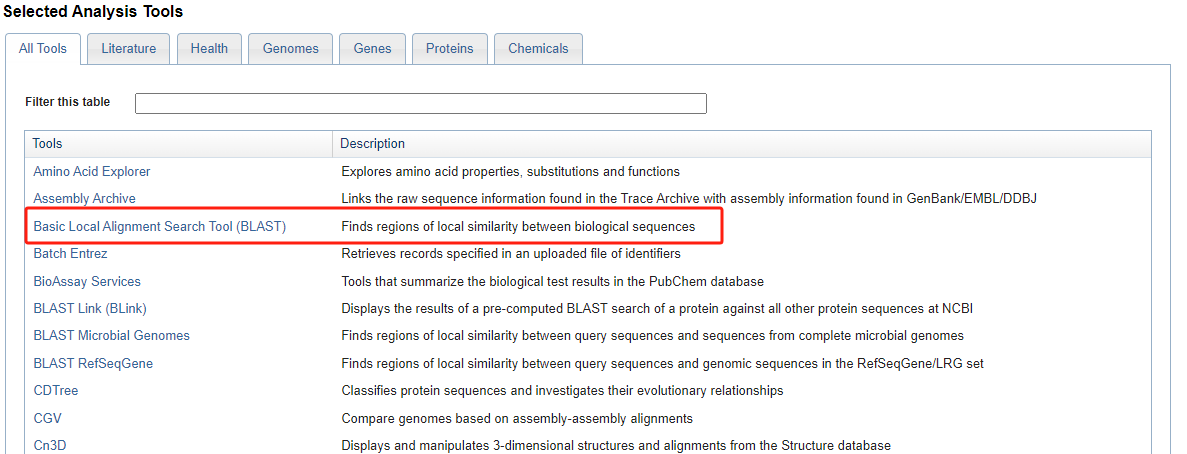 Selected Analysis Tools
All Tools Literature Health Genomes Genes Proteins Chemicals
Filter this table
Tools Description
Amino Acid Explorer Explores amino acid properties, substitutions and functions
Assembly Archive Links the raw sequence information found in the Trace Archive with assembly information found in GenBank/EMBL/DDBJ
Basic Local Alignment Search Tool (BLAST) Finds regions of local similarity between biological sequences
Batch Entrez Retrieves records specified in an uploaded file of identifiers
BioAssay Services Tools that summarize the biological test results in the PubChem database
BLAST Link (BLink) Displays the results of a pre-computed BLAST search of a protein against all other protein sequences at NCBI
BLAST Microbial Genomes Finds regions of local similarity between query sequences and sequences from complete microbial genomes
BLAST RefSeqGene Finds regions of local similarity between query sequences and genomic sequences in the RefSeqGene/LRG set
CDTree Classifies protein sequences and investigates their evolutionary relationships
CGV Compare genomes based on assembly-assembly alignments
Cn3D Displays and manipulates 3-dimensional structures and alignments from the Structure database